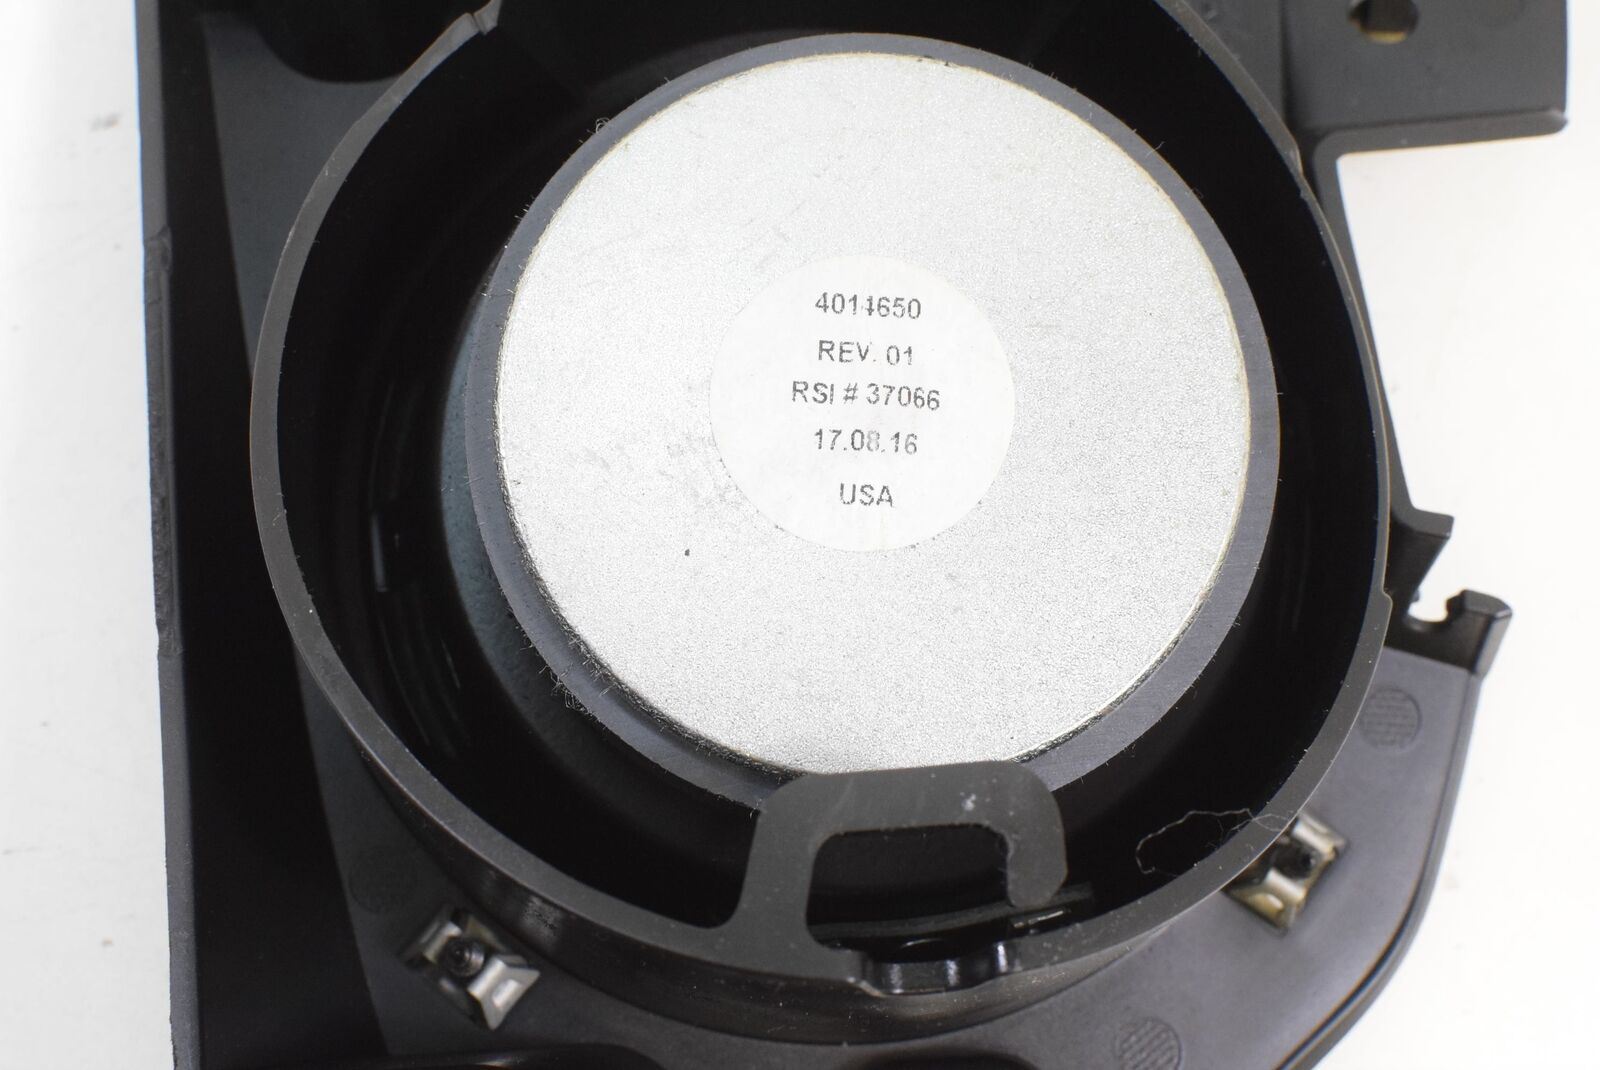 4014650
REV. 01
RSI # 37066
17.08.16
USA